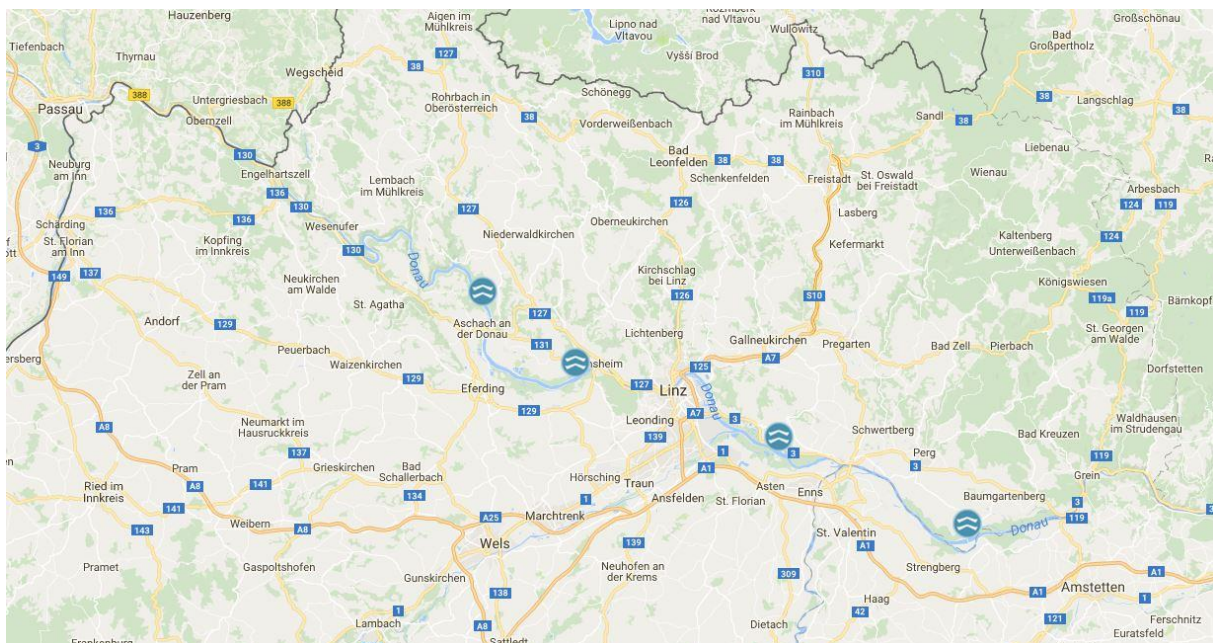 Hauzenberg
Aigen im
Mühlkreis
Lipno nad
Vltavou
nad Vltavou
Wullowitz
Großschönau
Tiefenbach
Thyrnau
127
Vyšší Brod
Bad
Großpertholz
Wegscheid
38
310
Passau
388
Untergriesbach
388
Rohrbach in
Oberösterreich
Schönegg
Rainbach
im Mühlkreis
38
Langschlag
38
Obernzell
38
Vorderweißenbach
Sandl
38
3
Neuburg
am Inn
130
Engelhartszell
Bad
Leonfelden
38
38
Schenkenfelden
Freistadt
St. Oswald
bei Freistadt
Liebenau
Wienau
Arbesbach
Lembach
im Mühlkreis
136
130
136
136
127
126
124
119
Schärding
St. Florian
am Inn
Kopfing
im Innkreis
Wesenufer
130
Oberneukirchen
Lasberg
Niederwaldkirchen
Kefermarkt
Kaltenberg
124
Unterweißenbach
149
137
Neukirchen
am Walde
Donau
Kirchschlag
bei Linz
126
S10
Königswiesen
119a
Bärnkopf
St. Agatha
Andorf
129
Aschach an
der Donau
127
131
Lichtenberg
Gallneukirchen
A7
Pregarten
Bad Zell
Pierbach
St. Georgen
am Walde
Peuerbach
Waizenkirchen
129
nsheim
127
125
Linz
Donau
Dorfstetten
Zell an
der Pram
Eferding
129
A7
3
Leonding
139
Waldhausen
im Strudengau
A8
Neumarkt im
Hausruckkreis
137
Schwertberg
Bad Kreuzen
3
1
Perg
3
119
Grein
Pram
Grieskirchen
Bad
Schallerbach
134
Hörsching
Traun
A1
Asten
Enns
Ried im
Innkreis
A8
141
141
1
Ansfelden
St. Florian
Baumgartenberg
3
143
Weibern
A8
A25
Marchtrenk
Donau
119
Wels
139
St. Valentin
A1
Pramet
Gaspoltshofen
Neuhofen an
der Krems
309
Strengberg
A1
Amstetten
A1
1
Gunskirchen
138
1
Lambach
A8
Sattledt
Haag
42
Dietach
121
Ferschnitz
Euratsfeld